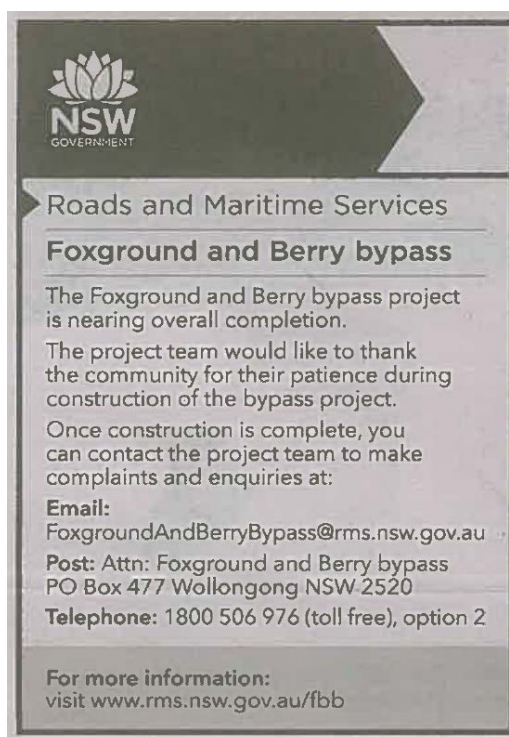 NSW
GOVERNMENT
Roads and Maritime Services
Foxground and Berry bypass
The Foxground and Berry bypass project
is nearing overall completion.
The project team would like to thank
the community for their patience during
construction of the bypass project.
Once construction is complete, you
can contact the project team to make
complaints and enquiries at:
Email:
FoxgroundAndBerryBypass@rms.nsw.gov.au
Post: Attn: Foxground and Berry bypass
PO Box 477 Wollongong NSW 2520
Telephone: 1800 506 976 (toll free), option 2
For more information:
visit www.rms.nsw.gov.au/fbb